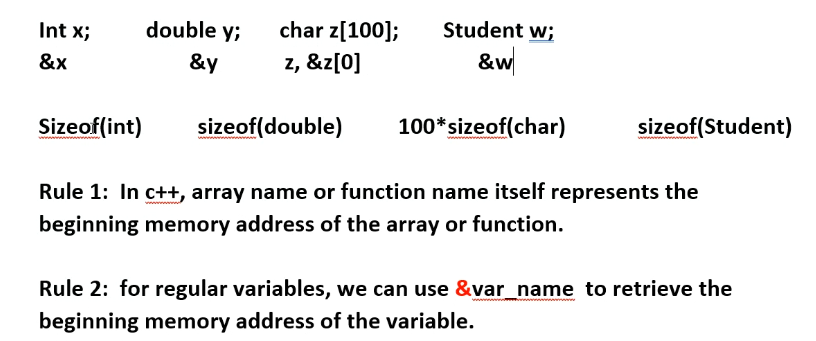 Int x; double y; char z[100]; Student w;
&x &y z, &z[0] &w
Sizeof(int) sizeof(double) 100*sizeof(char) sizeof(Student)
Rule 1: In c++, array name or function name itself represents the
beginning memory address of the array or function.
Rule 2: for regular variables, we can use &var_name to retrieve the
beginning memory address of the variable.